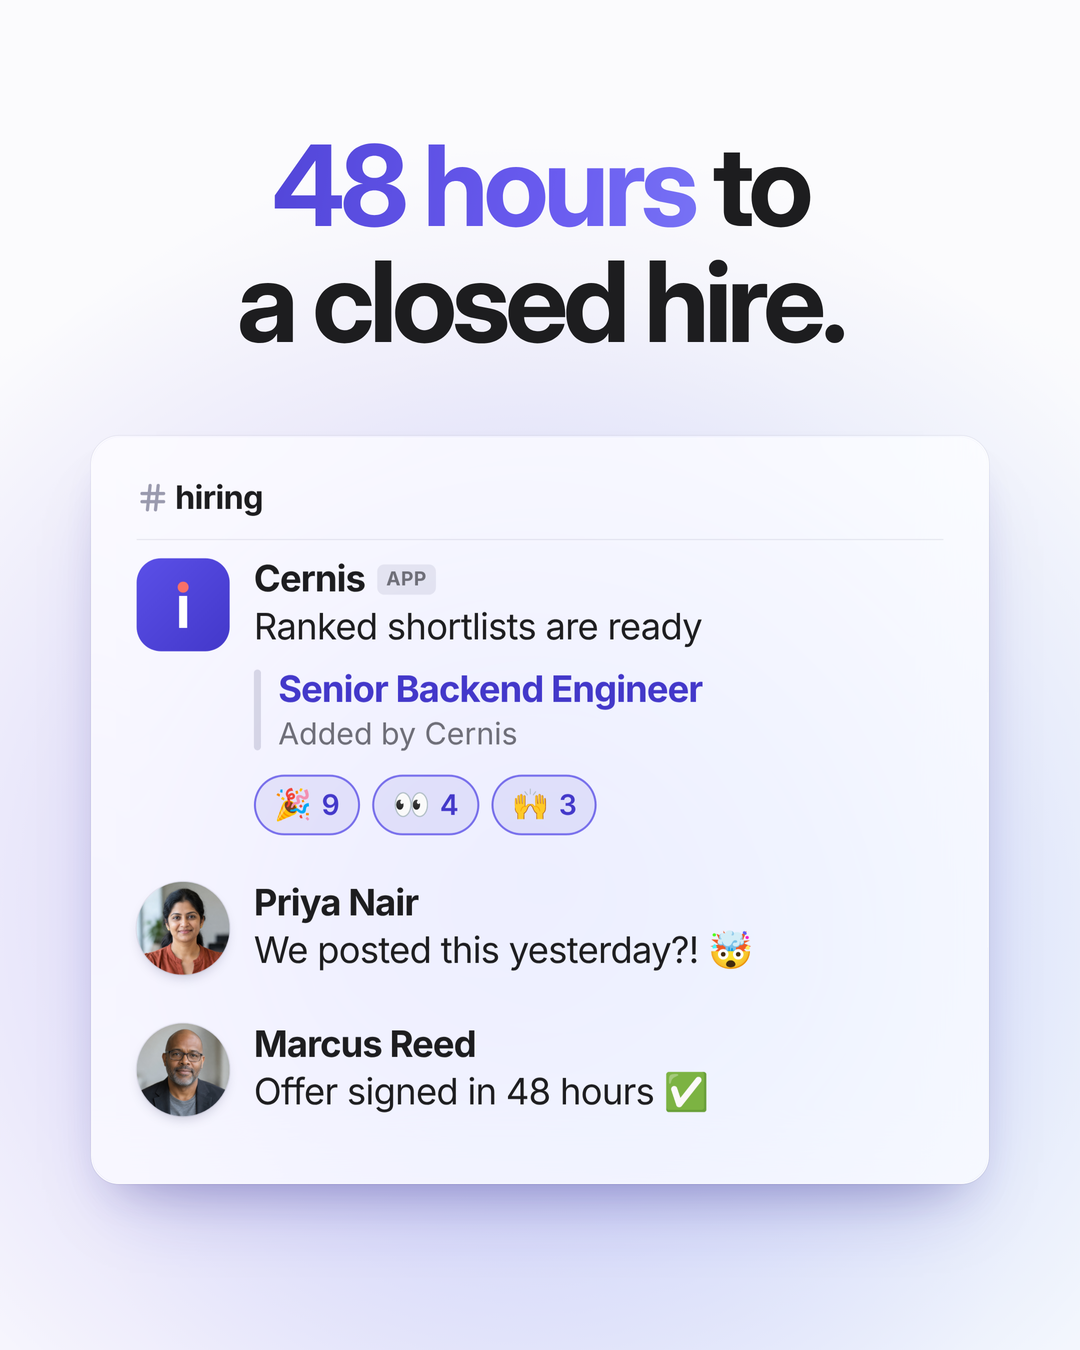 48 hours to
a closed hire.
# hiring
Cernis APP
Ranked shortlists are ready
Senior Backend Engineer
Added by Cernis
🎉 9 👀 4 🙌 3
Priya Nair
We posted this yesterday?! 🤯
Marcus Reed
Offer signed in 48 hours ✅